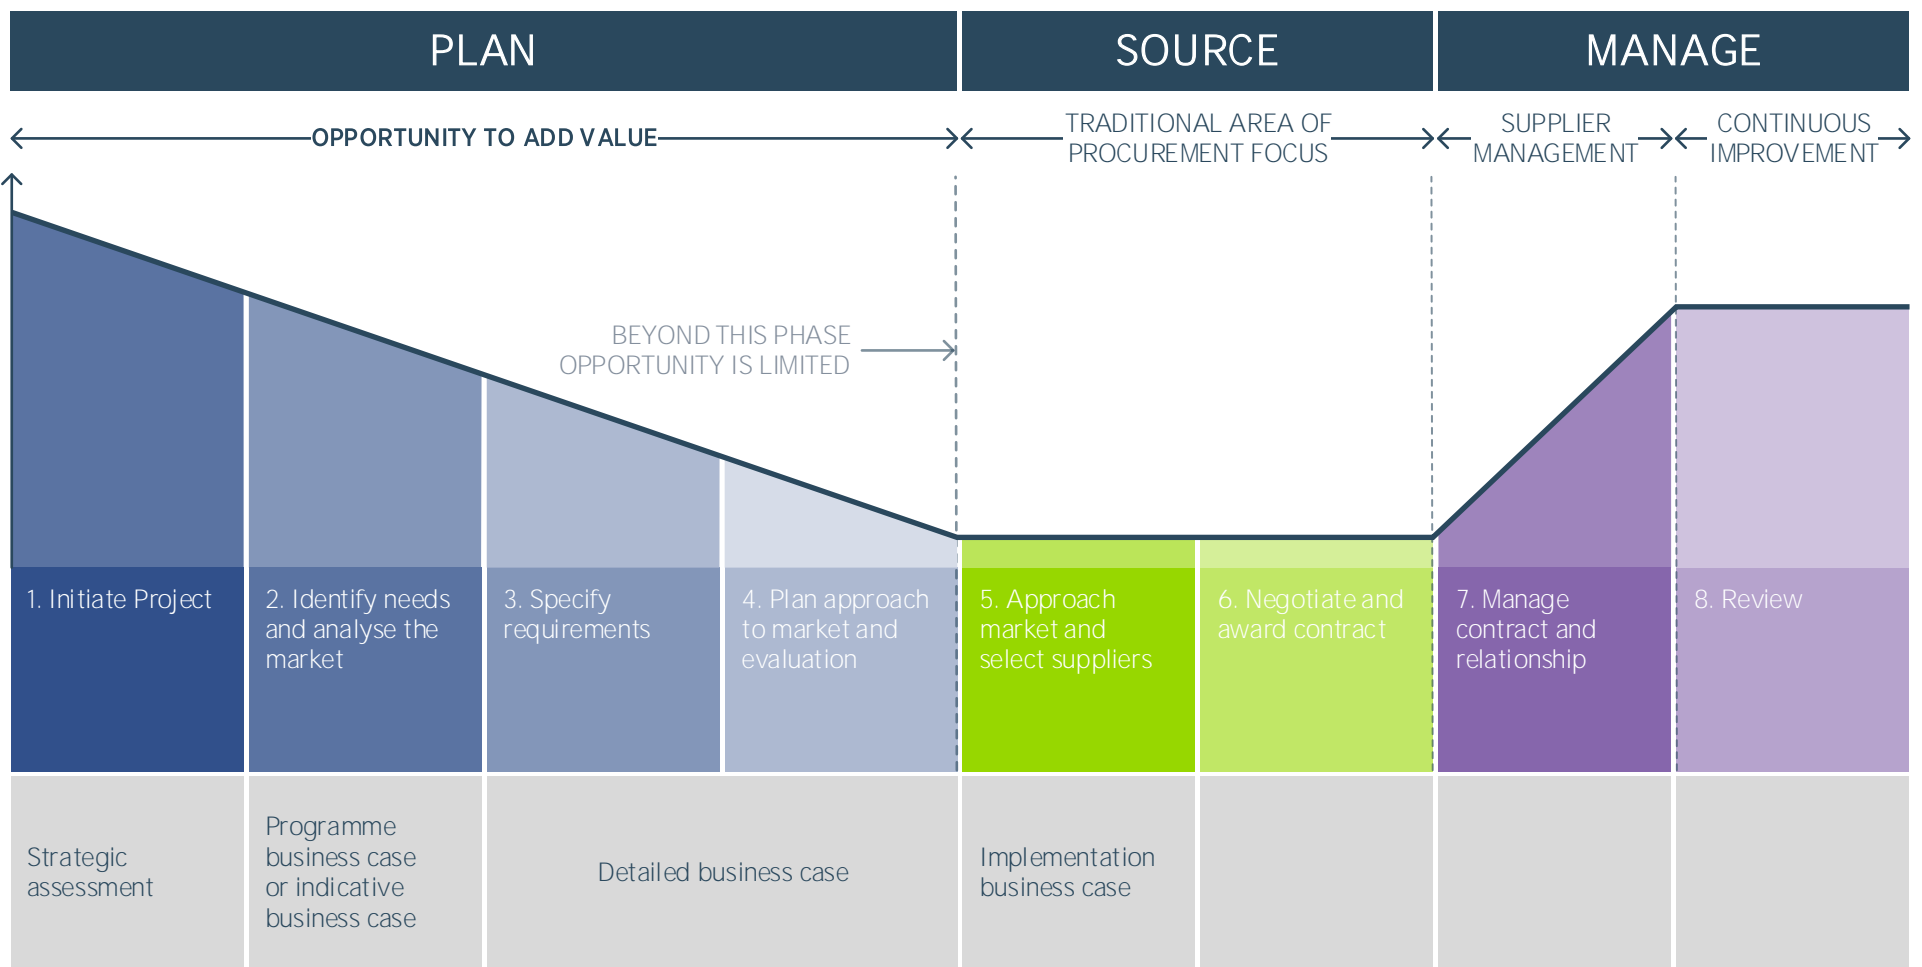 PLAN
SOURCE
MANAGE
OPPORTUNITY TO ADD VALUE
TRADITIONAL AREA OF
PROCUREMENT FOCUS
SUPPLIER
MANAGEMENT
CONTINUOUS
IMPROVEMENT
BEYOND THIS PHASE
OPPORTUNITY IS LIMITED
1. Initiate Project
2. Identify needs
and analyse the
market
3. Specify
requirements
4. Plan approach
to market and
evaluation
5. Approach
market and
select suppliers
6. Negotiate and
award contract
7. Manage
contract and
relationship
8. Review
Strategic
assessment
Programme
business case
or indicative
business case
Detailed business case
Implementation
business case